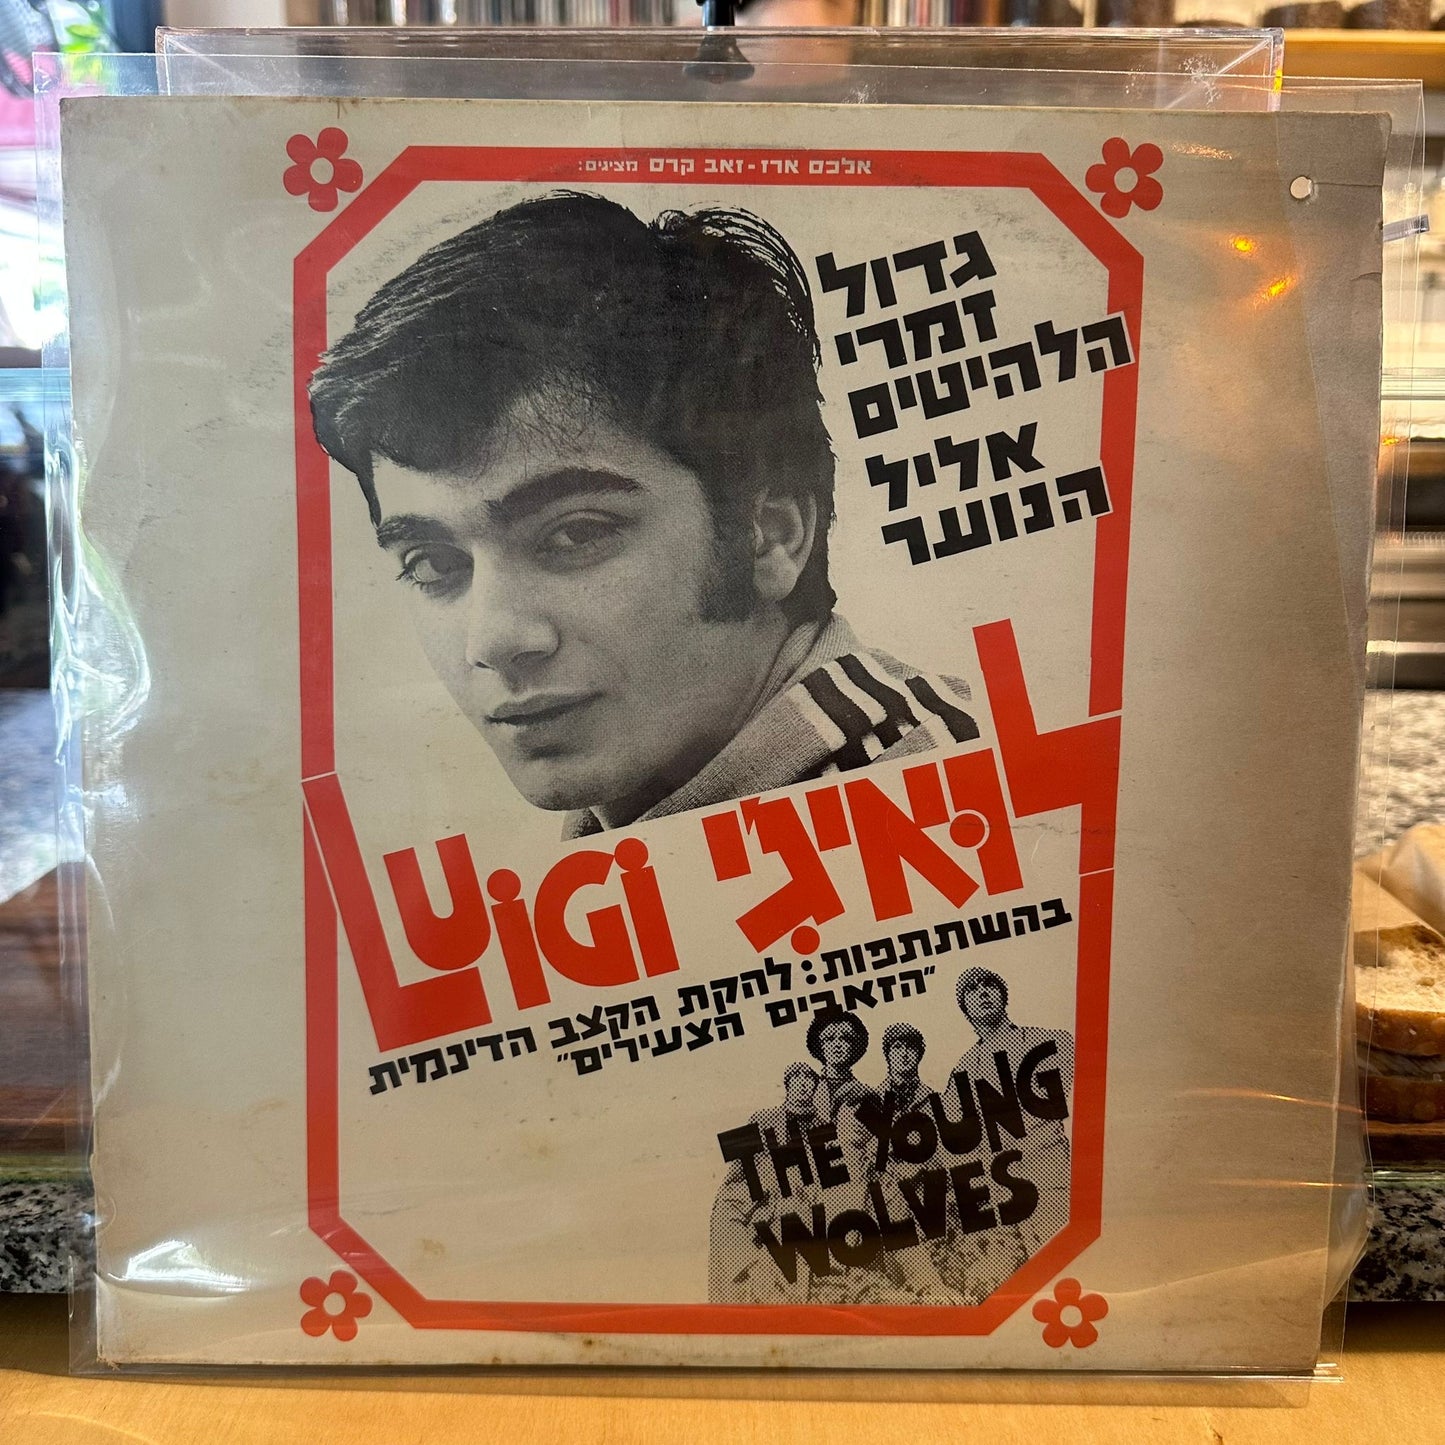 אלכס ארז - זאב קרס מציגים:
גדול
זמרי
הלהיטים
אליל
הנוער
LUiGi לואיג'י
בהשתתפות: להקת הקצב הדינמית
"הזאבים הצעירים"
THE YOUNG
WOLVES